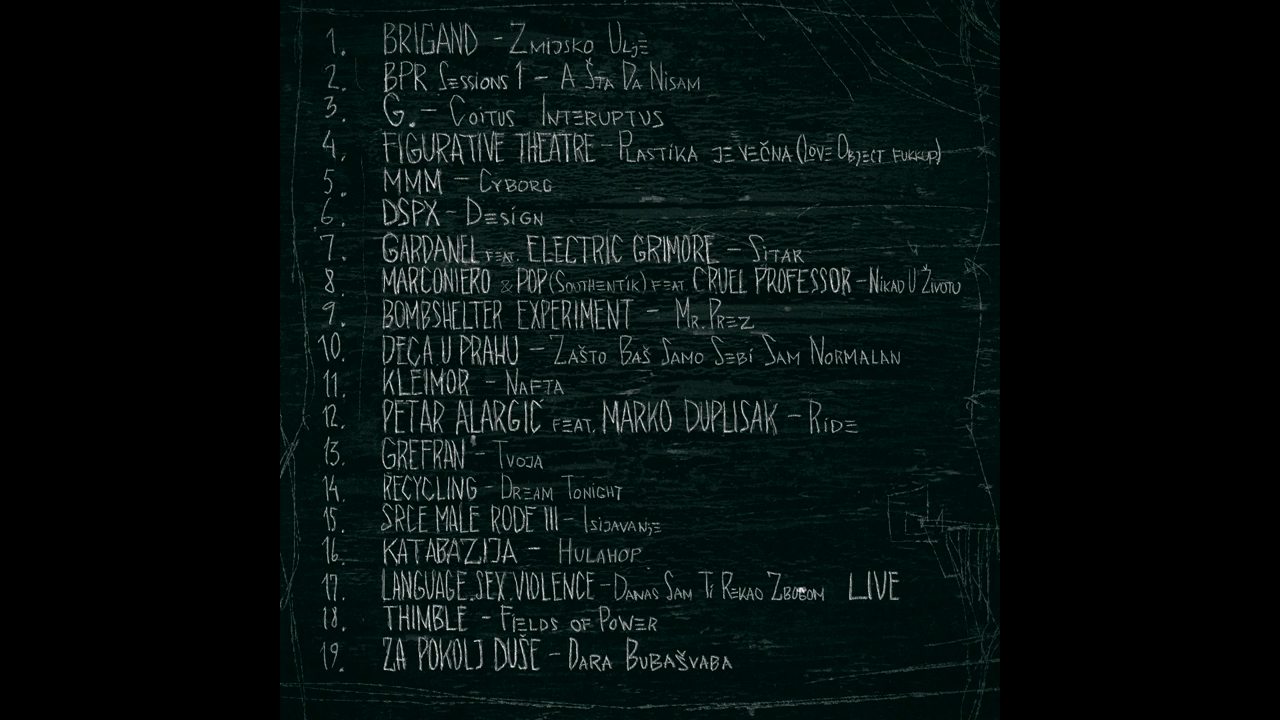 1. BRIGAND - Zmijsko Ulje
2. BPR Sessions 1 - A Šta Da Nisam
3. G. - Coitus Interuptus
4. FIGURATIVE THEATRE - Plastika je večna (Love Object fukkup)
5. MMM - Cyborg
6. DSPX - Design
7. GARDANEL feat. ELECTRIC GRIMORE - Sitar
8. MARCONIERO & POP (Southentik) feat CRUEL PROFESSOR - Nikad U Životu
9. BOMBSHELTER EXPERIMENT - Mr. Prez
10. DECA U PRAHU - Zašto Baš Samo Sebi Sam Normalan
11. KLEIMOR - Nafta
12. PETAR ALARGIĆ feat. MARKO DUPLISAK - Ride
13. GREFRAN - Tvoja
14. RECYCLING - Dream Tonight
15. SRCE MALE RODE III - Isijavanje
16. KATABAZIJA - Hulahop
17. LANGUAGE.SEX.VIOLENCE - Danas Sam Ti Rekao Zbogom LIVE
18. THIMBLE - Fields of Power
19. ZA POKOLJ DUŠE - Dara Bubašvaba